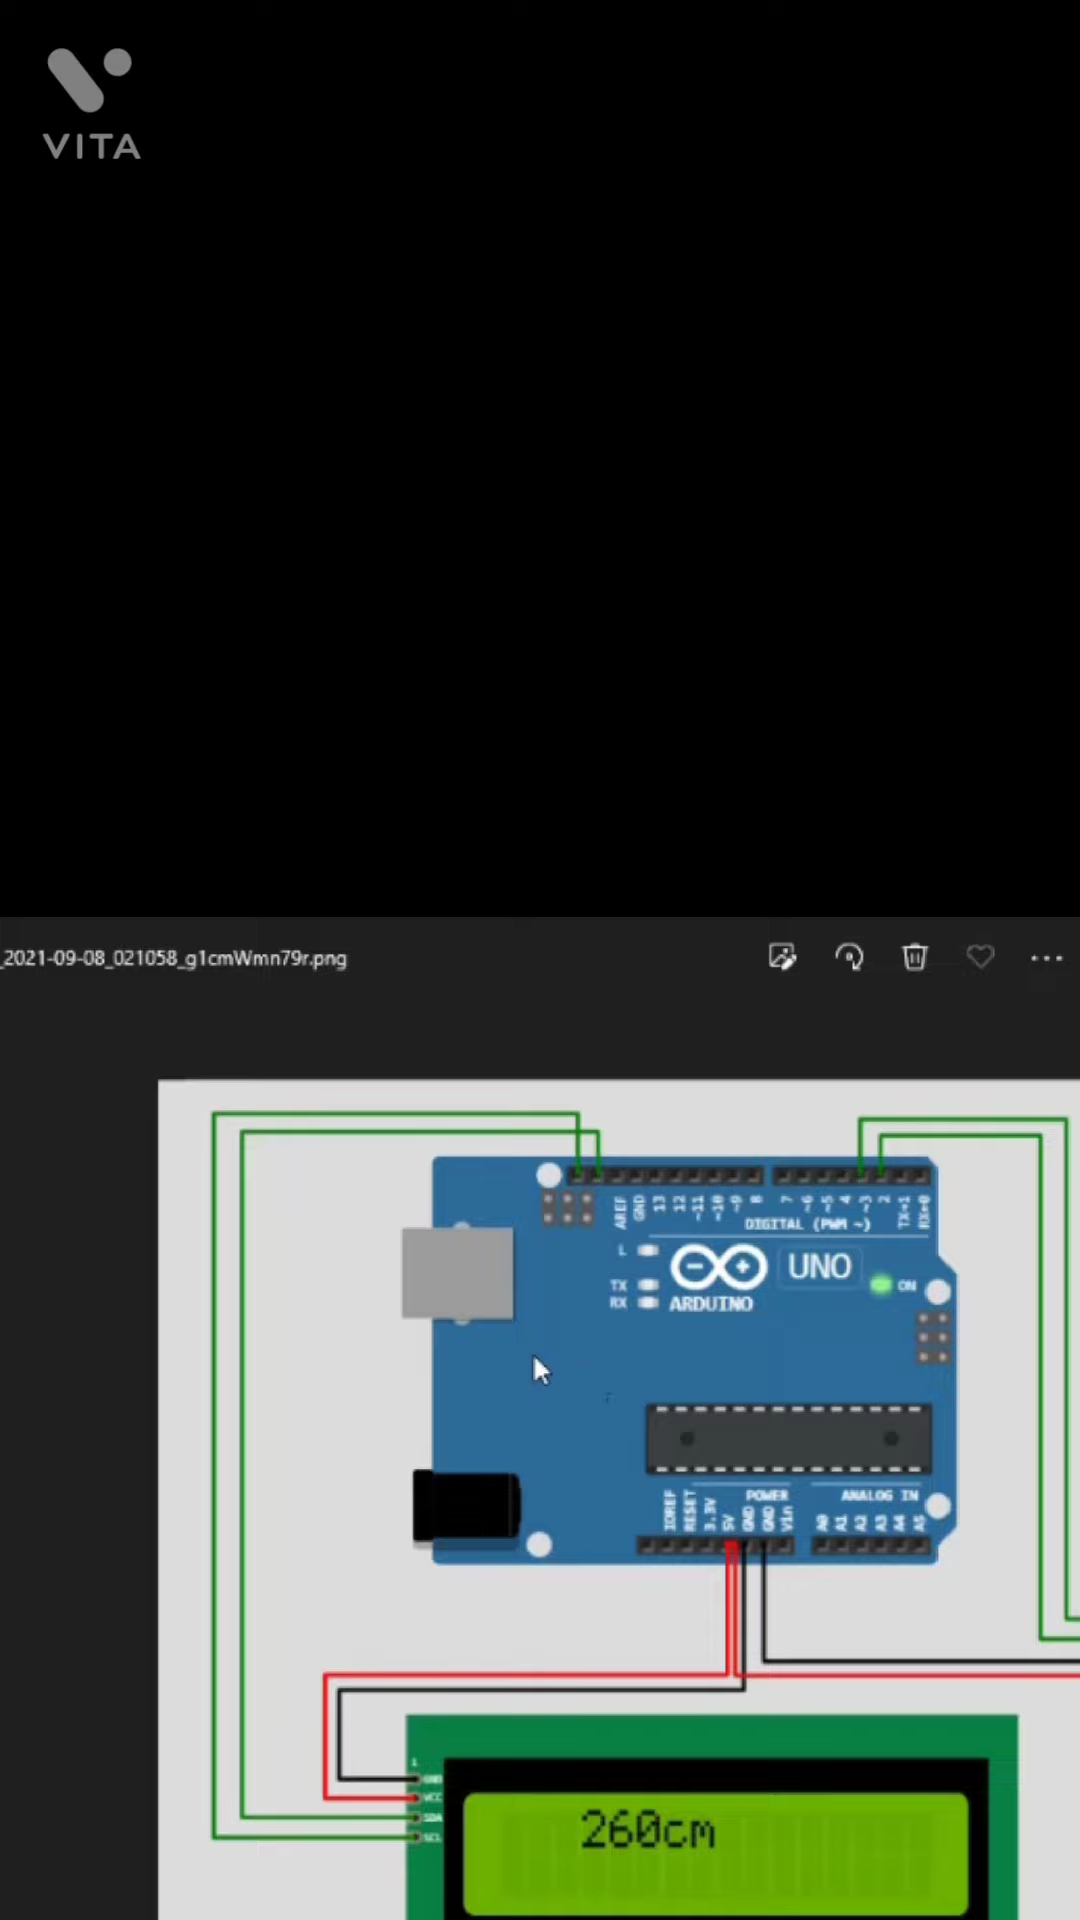 VITA
_2021-09-08_021058_g1cmWmn79r.png
AREF
GND
13
12
~11
~10
~9
8
7
~6
~5
4
~3
2
TX→1
RX←0
DIGITAL (PWM ~)
L
TX
RX
UNO
ON
ARDUINO
POWER
ANALOG IN
IOREF
RESET
3.3V
5V
GND
GND
Vin
A0
A1
A2
A3
A4
A5
1
GND
VCC
SDA
SCL
260cm